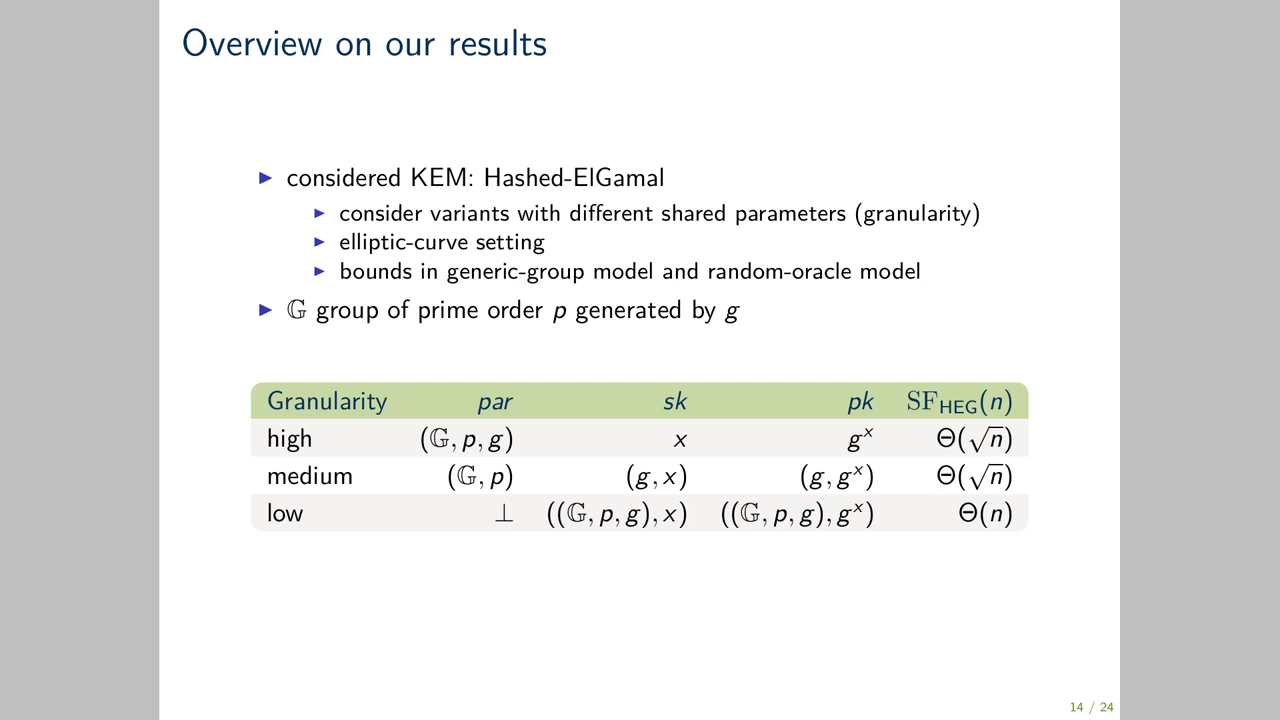 Overview on our results
▶ considered KEM: Hashed-ElGamal
▶ consider variants with different shared parameters (granularity)
▶ elliptic-curve setting
▶ bounds in generic-group model and random-oracle model
▶ 𝔾 group of prime order p generated by g
Granularity par sk pk SF_HEG(n)
high (𝔾, p, g) x g^x Θ(√n)
medium (𝔾, p) (g, x) (g, g^x) Θ(√n)
low ⊥ ((𝔾, p, g), x) ((𝔾, p, g), g^x) Θ(n)
14 / 24